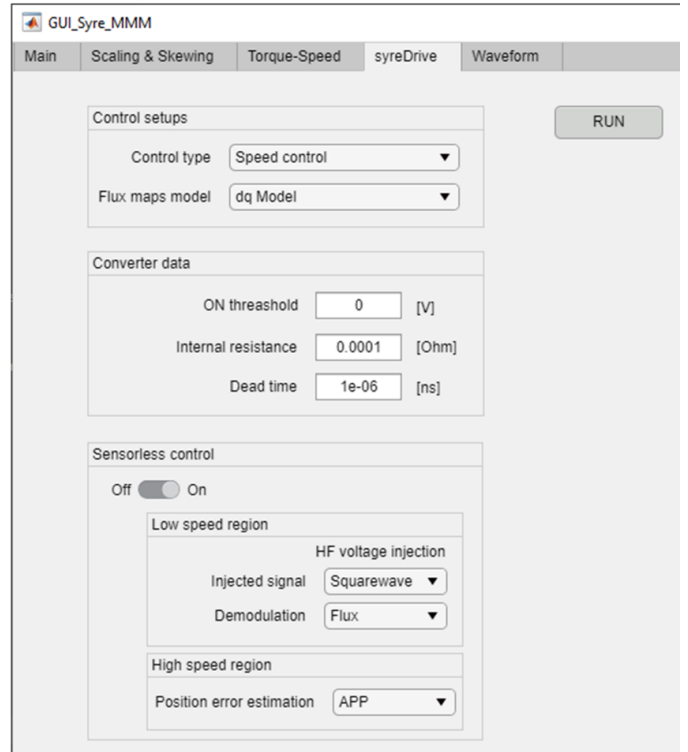 GUI_Syre_MMM
Main Scaling & Skewing Torque-Speed syreDrive Waveform
Control setups
RUN
Control type Speed control
Flux maps model dq Model
Converter data
ON threashold 0 [V]
Internal resistance 0.0001 [Ohm]
Dead time 1e-06 [ns]
Sensorless control
Off On
Low speed region
HF voltage injection
Injected signal Squarewave
Demodulation Flux
High speed region
Position error estimation APP